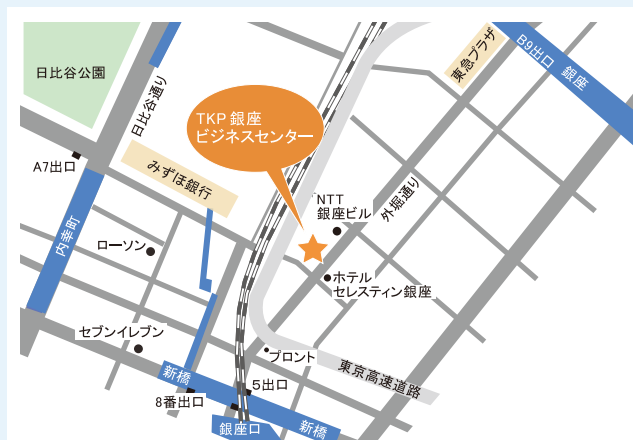 日比谷公園
日比谷通り
TKP 銀座
ビジネスセンター
東急プラザ
B9出口 銀座
A7出口
みずほ銀行
NTT
銀座ビル
外堀通り
内幸町
ローソン
ホテル
セレスティン銀座
セブンイレブン
プロント
東京高速道路
新橋
5出口
8番出口
銀座口
新橋